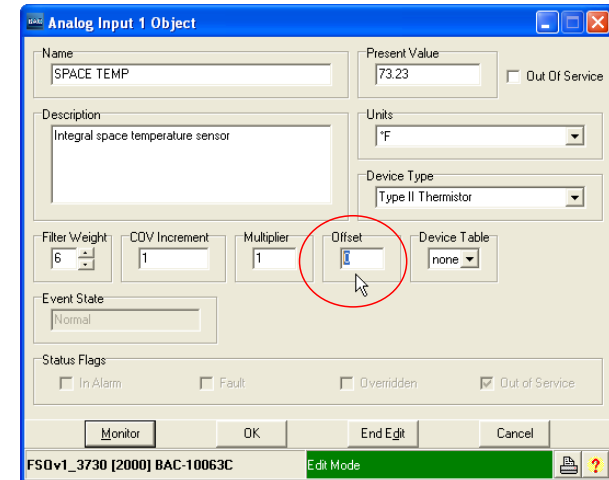 Analog Input 1 Object
Name
SPACE TEMP
Present Value
73.23
Out Of Service
Description
Integral space temperature sensor
Units
°F
Device Type
Type II Thermistor
Filter Weight
6
COV Increment
1
Multiplier
1
Offset
0
Device Table
none
Event State
Normal
Status Flags
In Alarm
Fault
Overridden
Out of Service
Monitor
OK
End Edit
Cancel
FSQv1_3730 [2000] BAC-10063C
Edit Mode
?